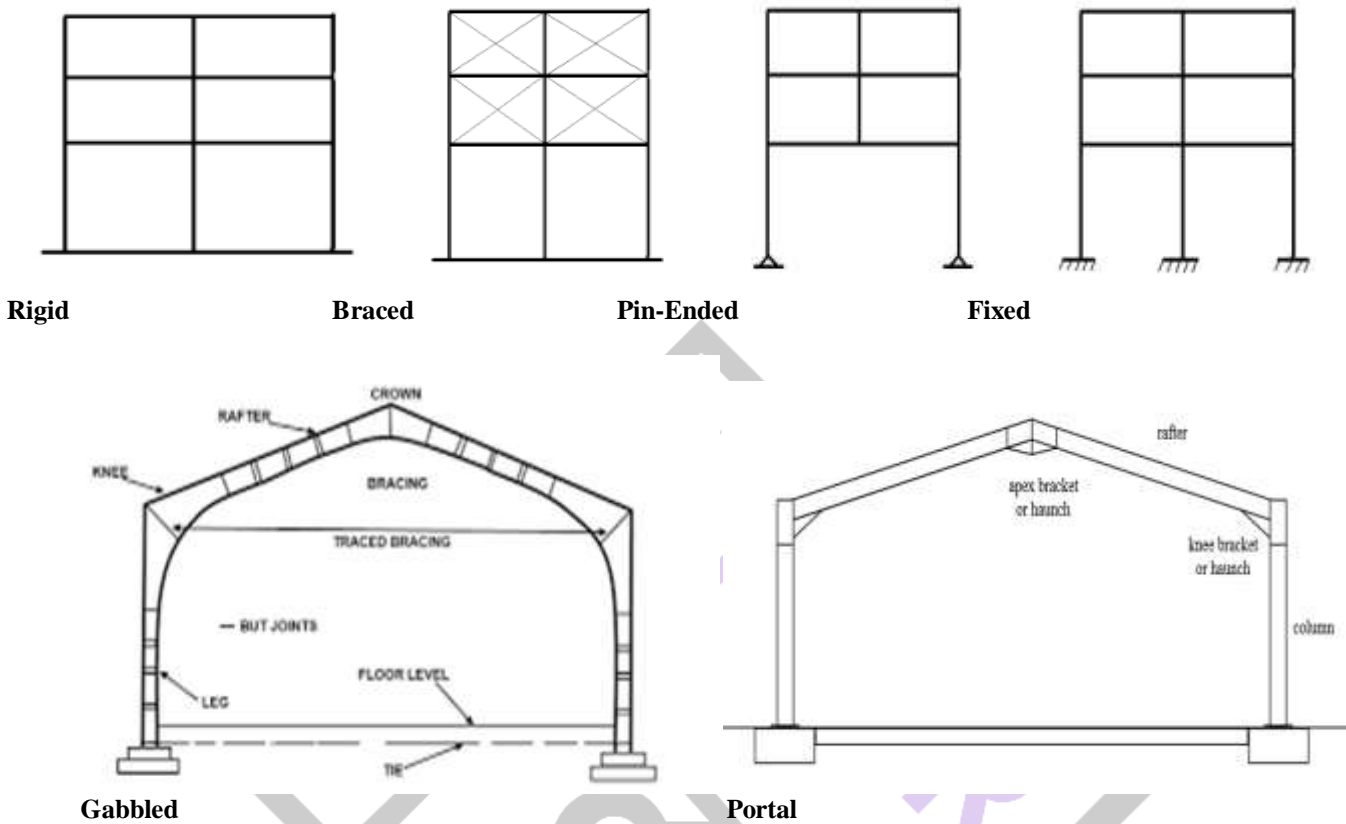 Rigid Braced Pin-Ended Fixed
CROWN
RAFTER
KNEE
BRACING
TRACED BRACING
BUT JOINTS
FLOOR LEVEL
LEG
TIE
rafter
apex bracket
or haunch
knee bracket
or haunch
column
Gabbled Portal